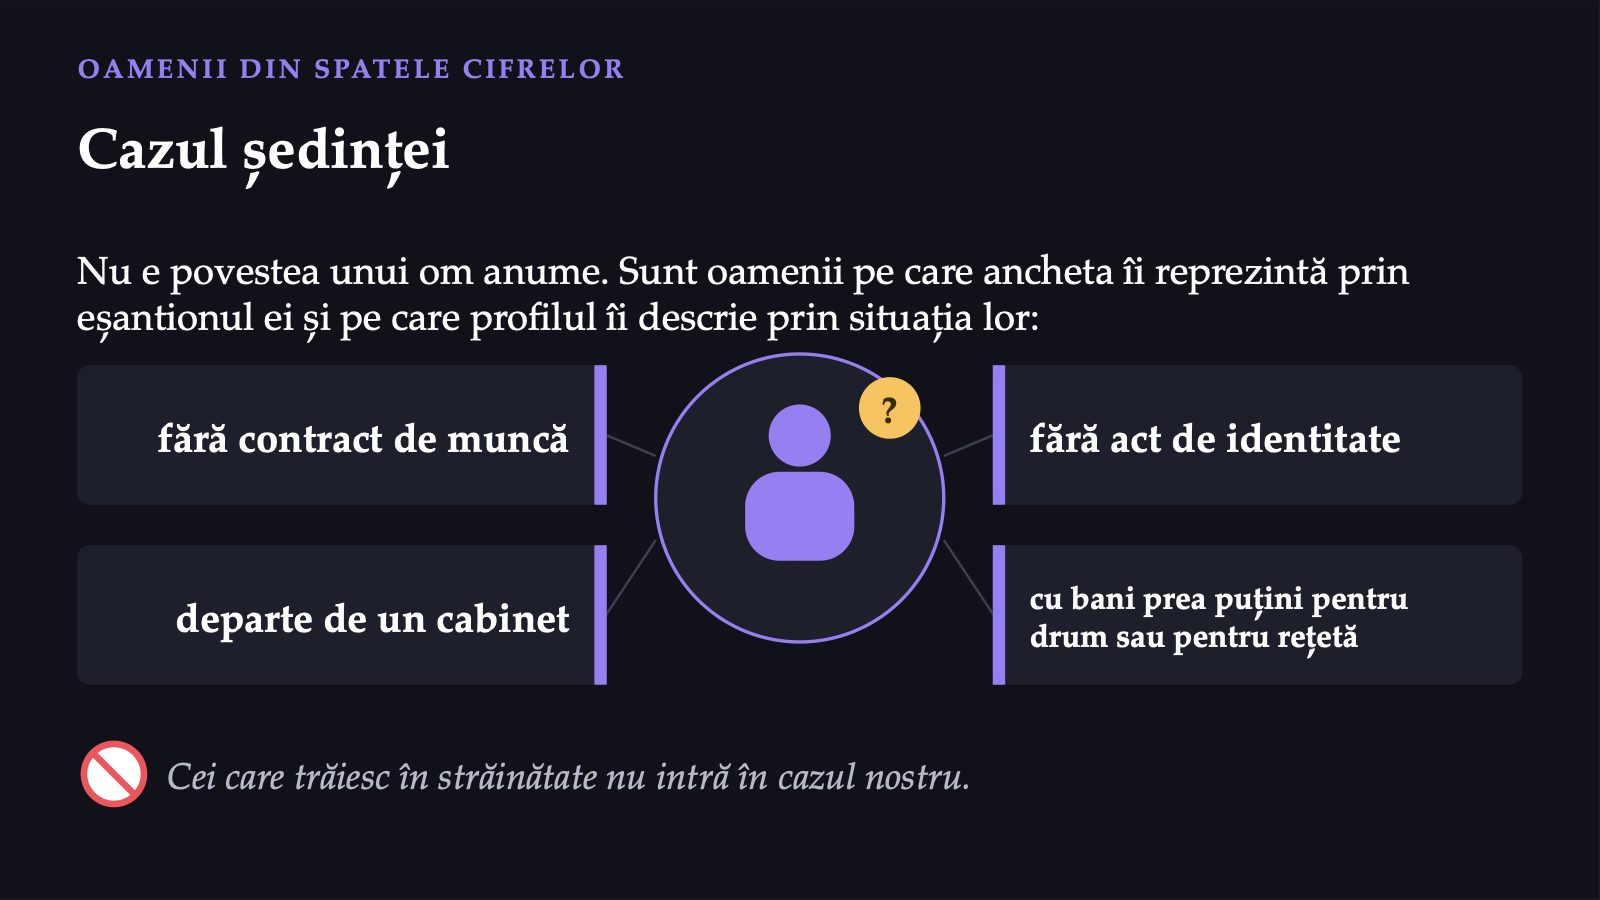 OAMENII DIN SPATELE CIFRELOR
Cazul ședinței
Nu e povestea unui om anume. Sunt oamenii pe care ancheta îi reprezintă prin
eșantionul ei și pe care profilul îi descrie prin situația lor:
fără contract de muncă
?
fără act de identitate
departe de un cabinet
cu bani prea puțini pentru
drum sau pentru rețetă
Cei care trăiesc în străinătate nu intră în cazul nostru.